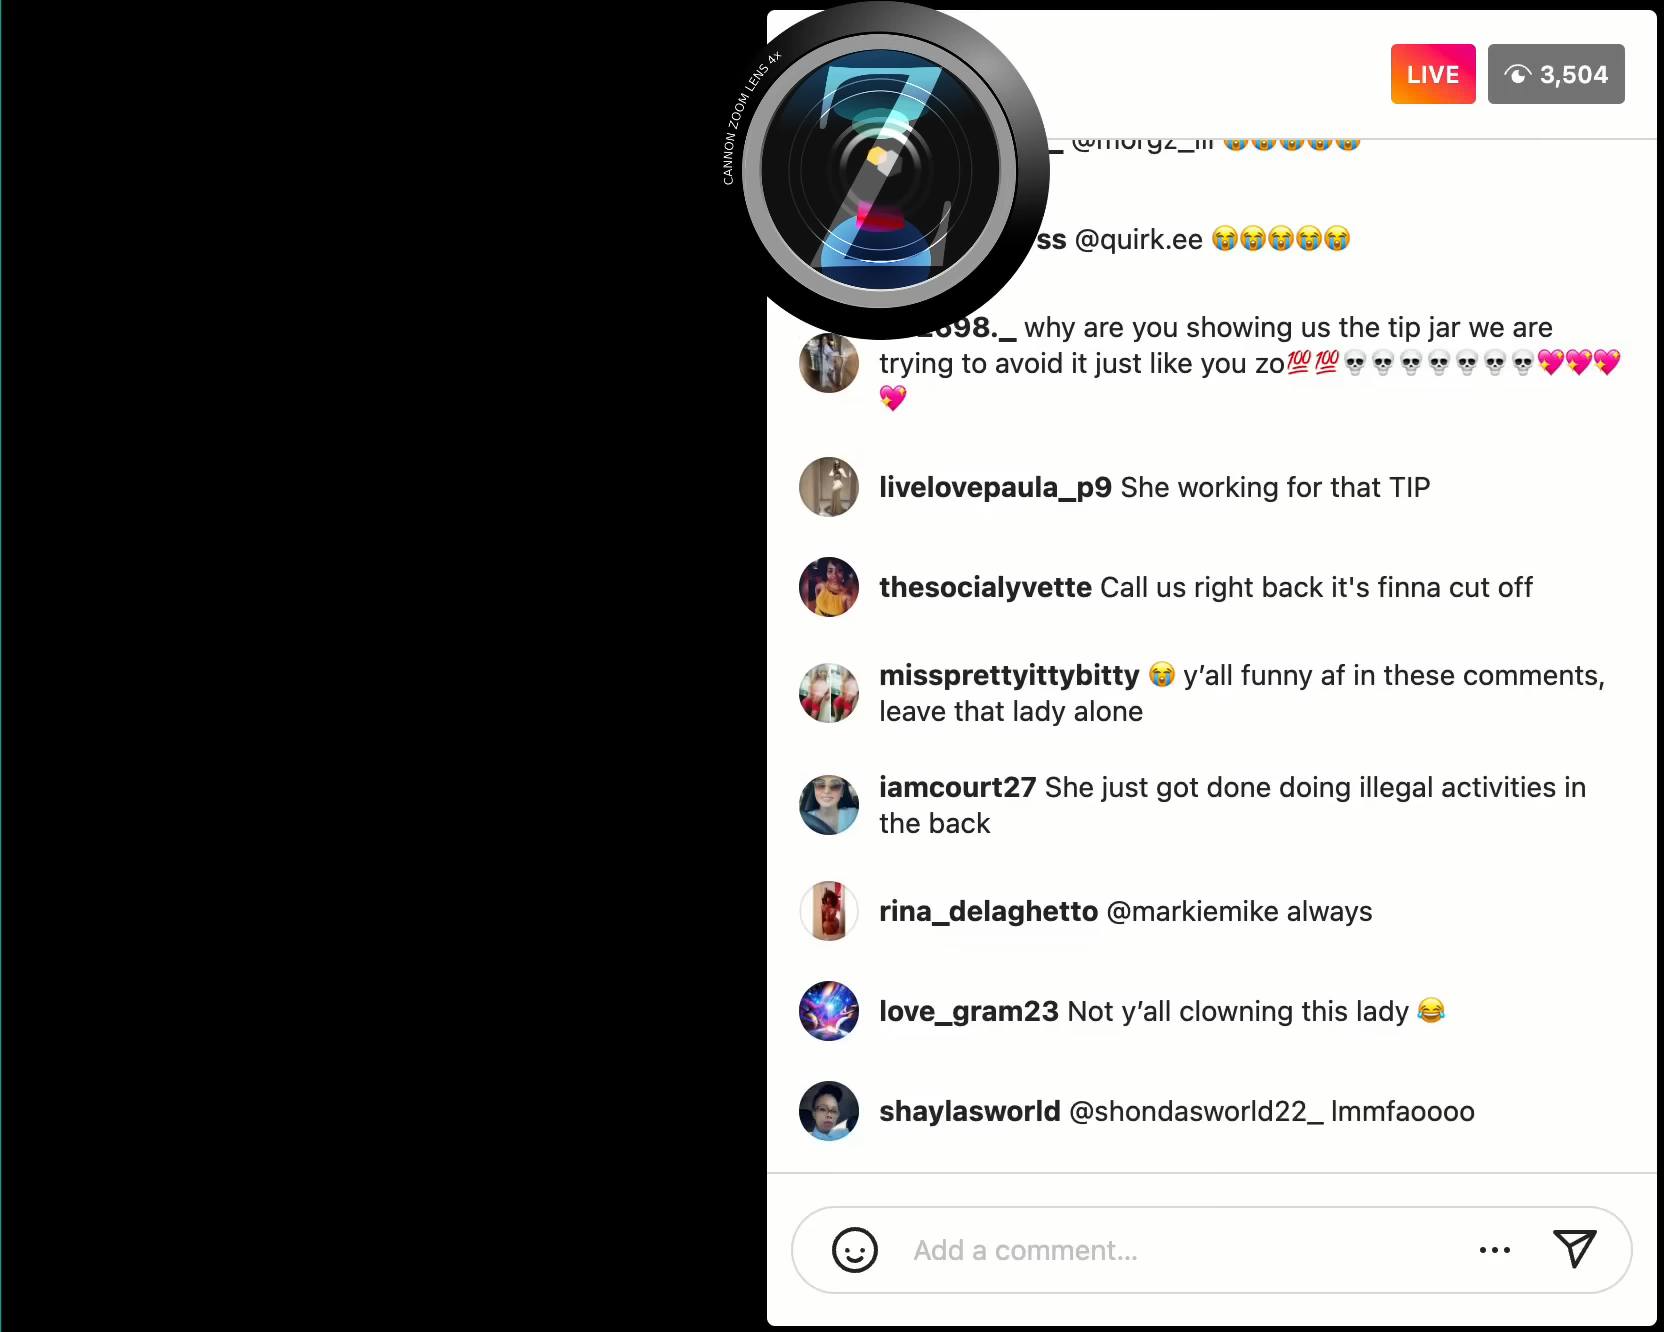 CANNON ZOOM LENS 4x
Z
LIVE 3,504
@morgz_lil 😭😭😭😭😭
ss @quirk.ee 😭😭😭😭😭
698._ why are you showing us the tip jar we are
trying to avoid it just like you zo💯💯💀💀💀💀💀💀💀💖💖💖
💖
livelovepaula_p9 She working for that TIP
thesocialyvette Call us right back it's finna cut off
missprettyittybitty 😭 y’all funny af in these comments,
leave that lady alone
iamcourt27 She just got done doing illegal activities in
the back
rina_delaghetto @markiemike always
love_gram23 Not y’all clowning this lady 😂
shaylasworld @shondasworld22_ lmmfaoooo
Add a comment...